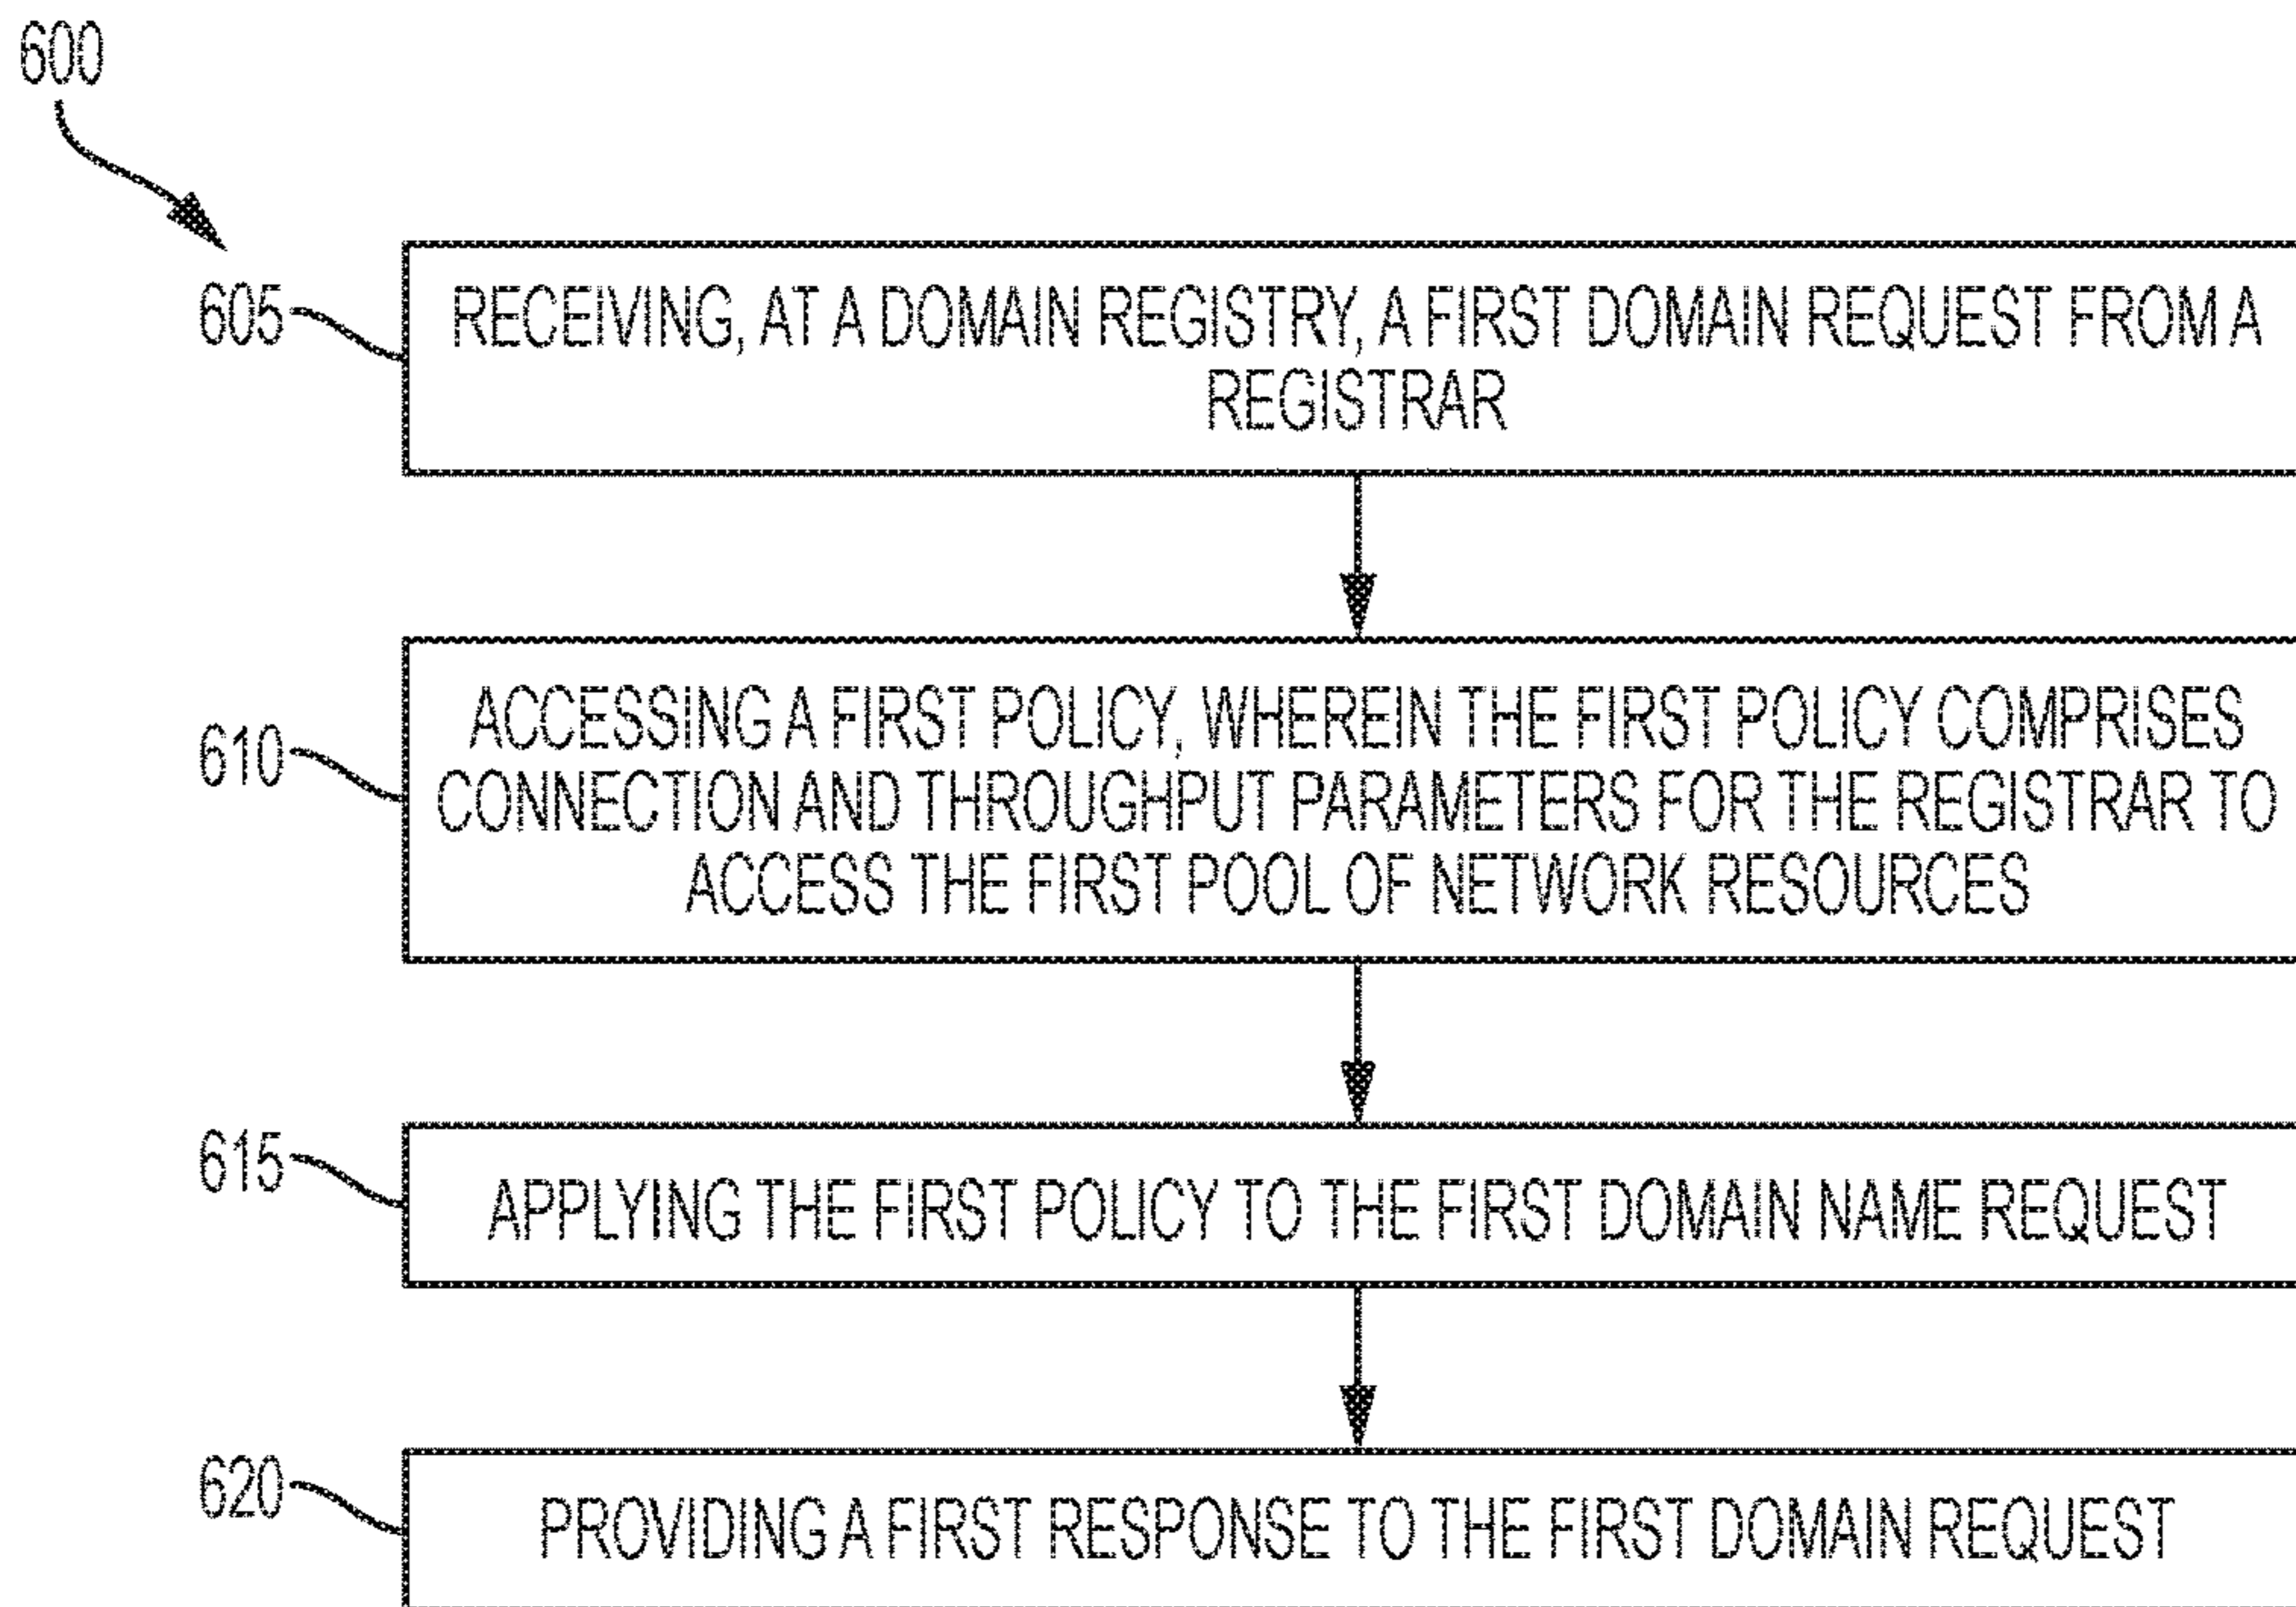 600
605
RECEIVING, AT A DOMAIN REGISTRY, A FIRST DOMAIN REQUEST FROM A
REGISTRAR
610
ACCESSING A FIRST POLICY, WHEREIN THE FIRST POLICY COMPRISES
CONNECTION AND THROUGHPUT PARAMETERS FOR THE REGISTRAR TO
ACCESS THE FIRST POOL OF NETWORK RESOURCES
615
APPLYING THE FIRST POLICY TO THE FIRST DOMAIN NAME REQUEST
620
PROVIDING A FIRST RESPONSE TO THE FIRST DOMAIN REQUEST